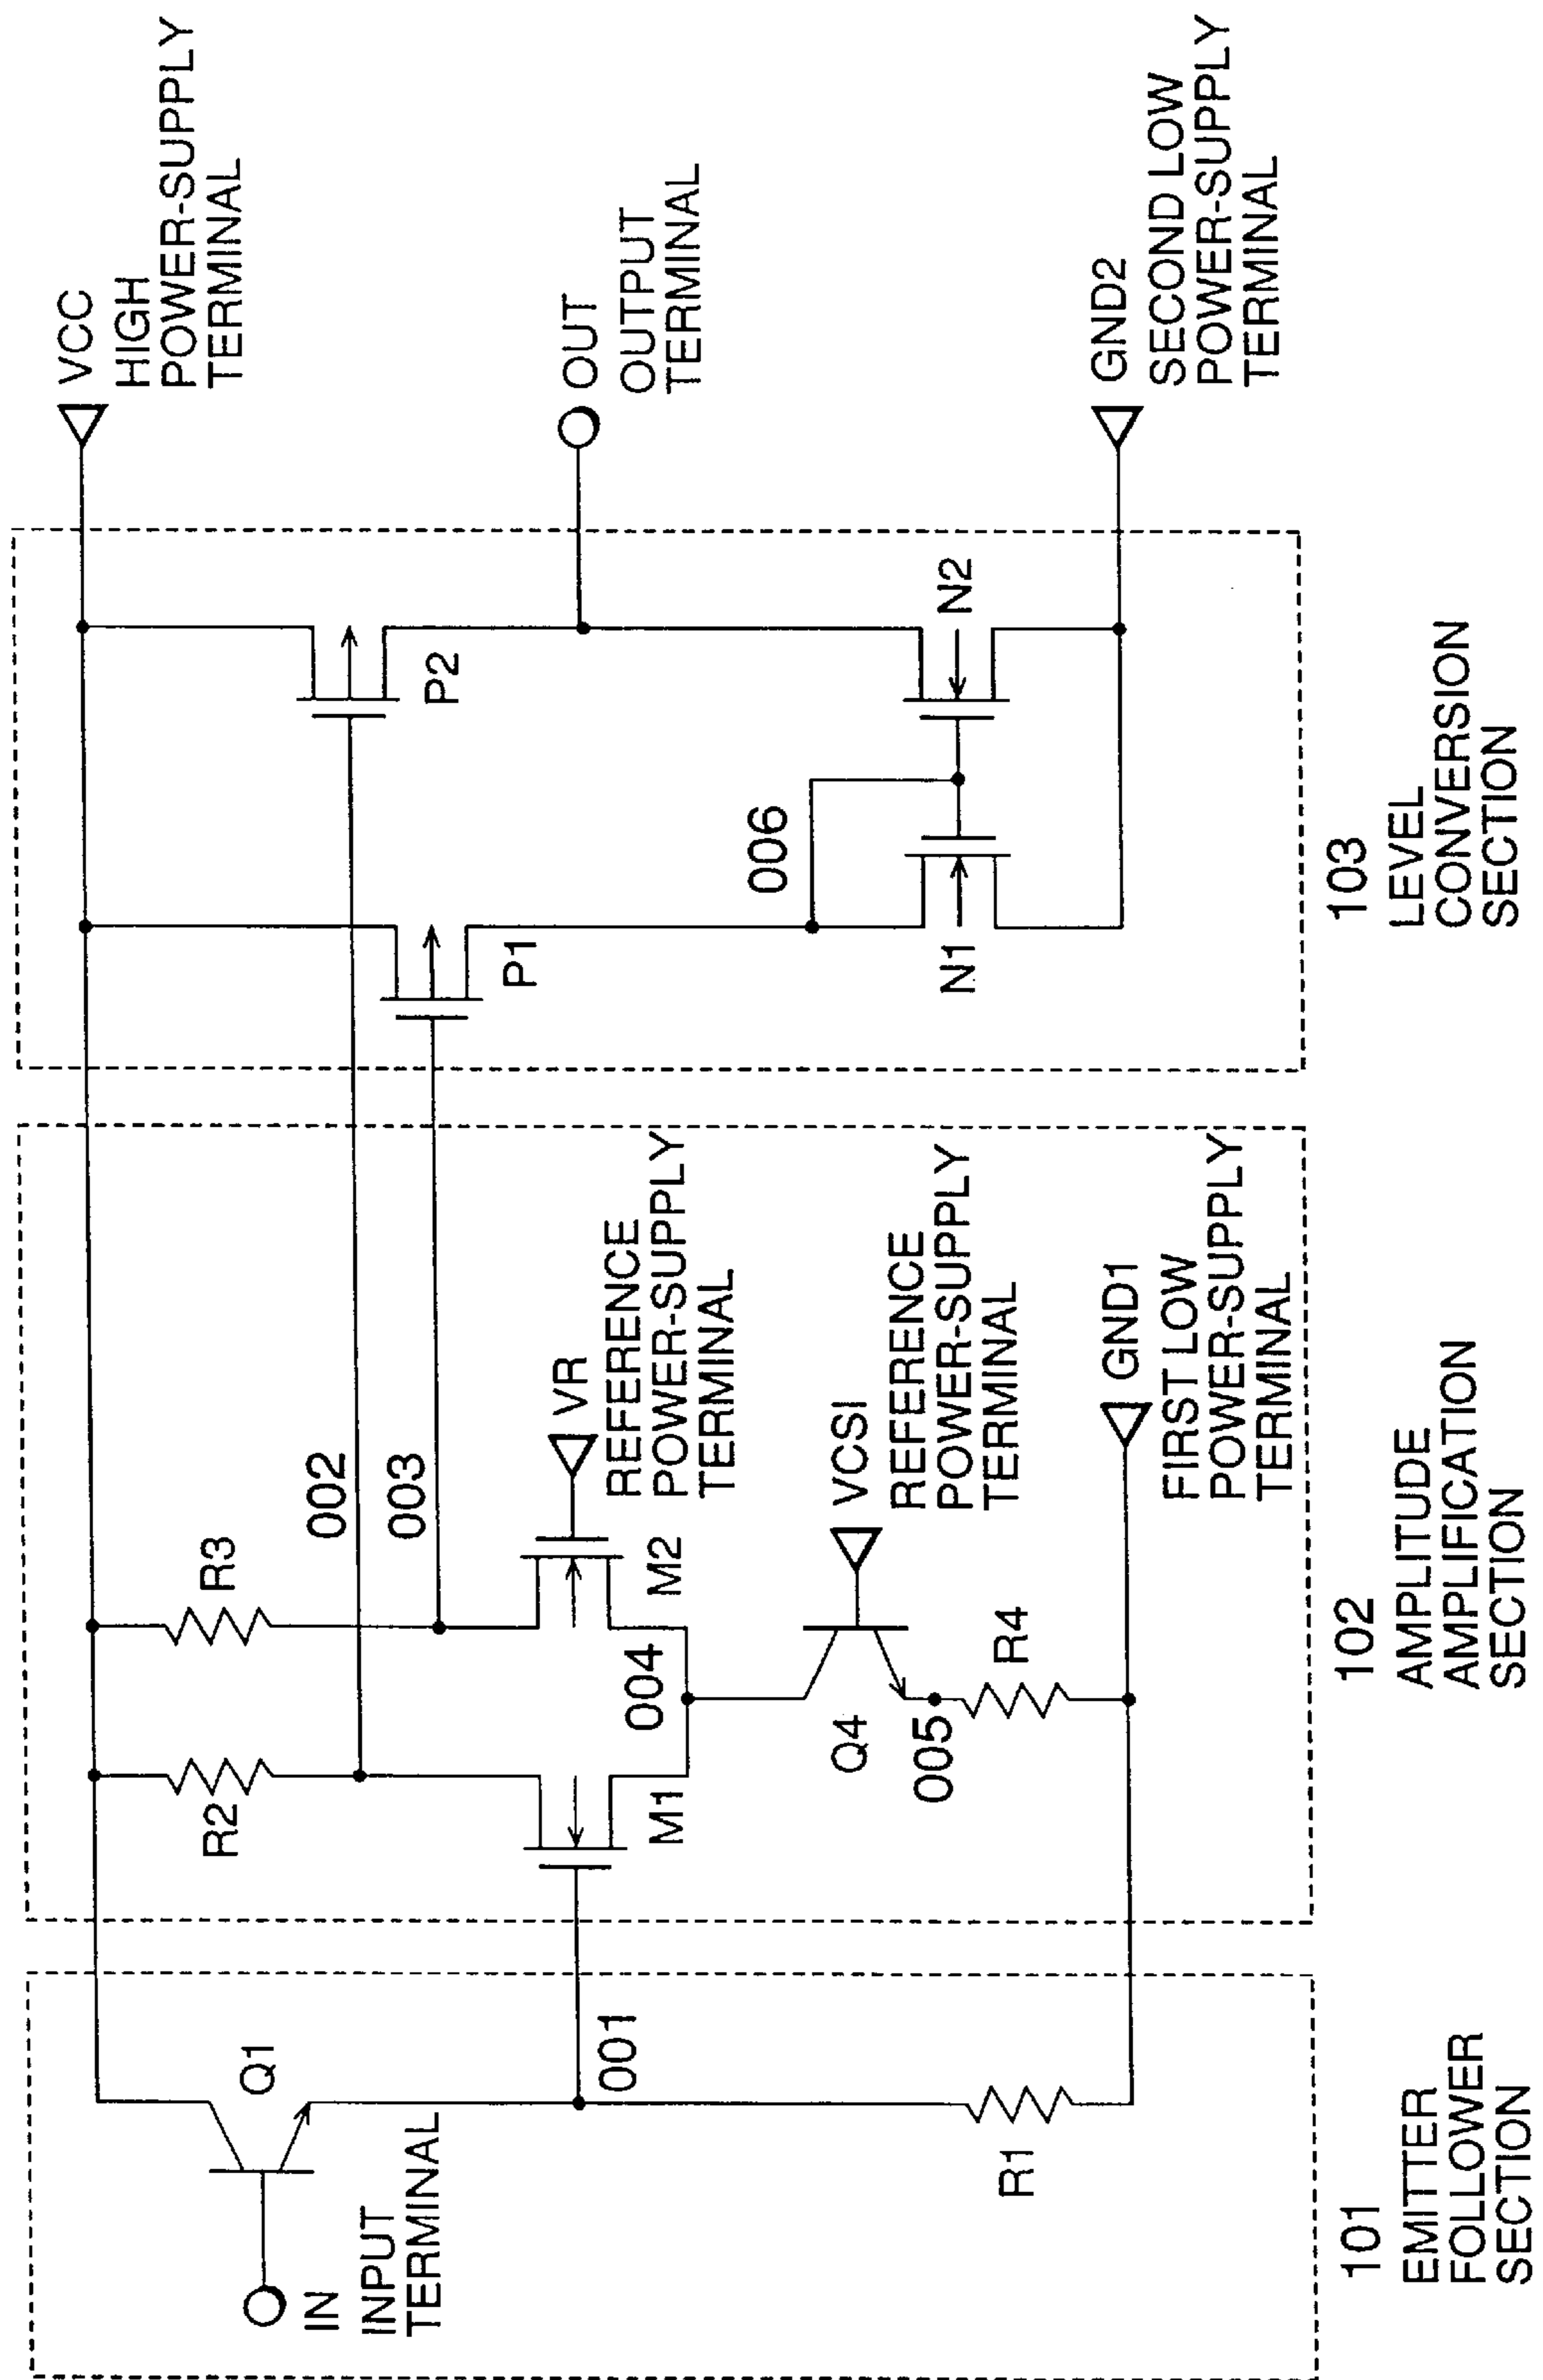 VCC
HIGH
POWER-SUPPLY
TERMINAL
OUT
OUTPUT
TERMINAL
GND2
SECOND LOW
POWER-SUPPLY
TERMINAL
P2
P1
N2
N1
006
103
LEVEL
CONVERSION
SECTION
R3
R2
002
003
VR
REFERENCE
POWER-SUPPLY
TERMINAL
M2
M1
004
VCSI
REFERENCE
POWER-SUPPLY
TERMINAL
Q4
005
R4
GND1
FIRST LOW
POWER-SUPPLY
TERMINAL
102
AMPLITUDE
AMPLIFICATION
SECTION
Q1
IN
INPUT
TERMINAL
001
R1
101
EMITTER
FOLLOWER
SECTION